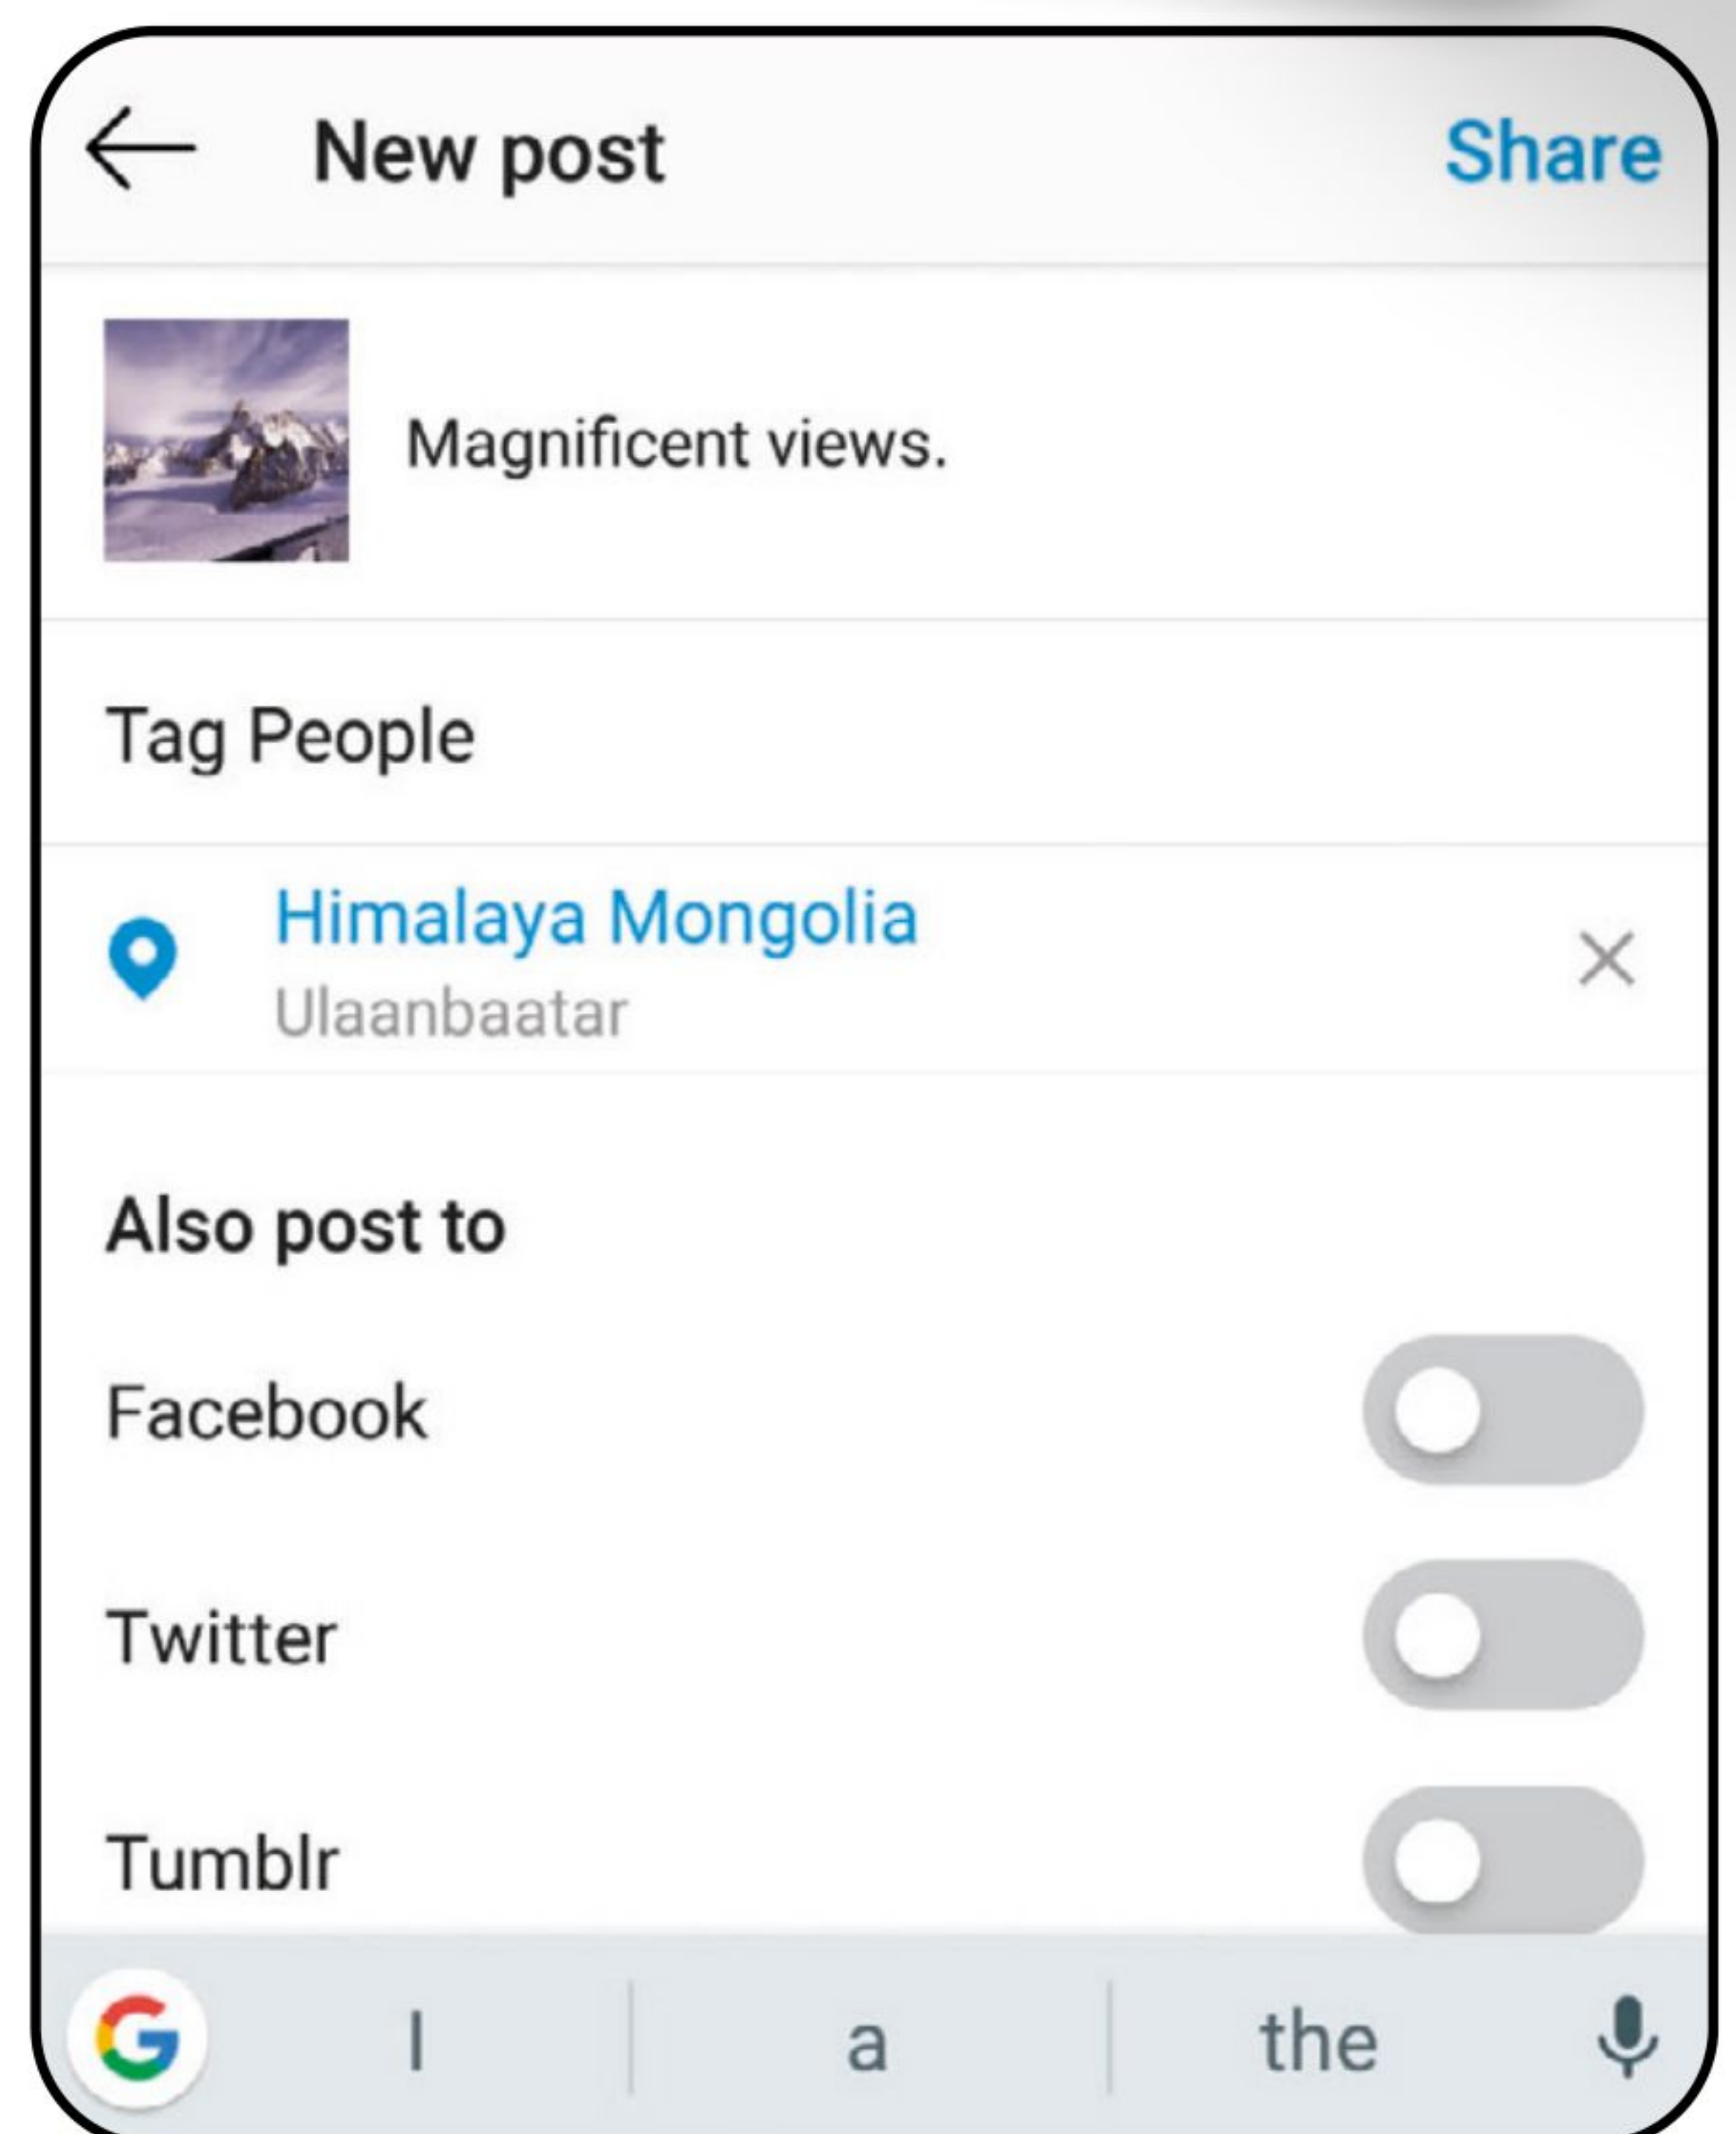 New post
Share
Magnificent views.
Tag People
Himalaya Mongolia
Ulaanbaatar
Also post to
Facebook
Twitter
Tumblr
G
I
a
the